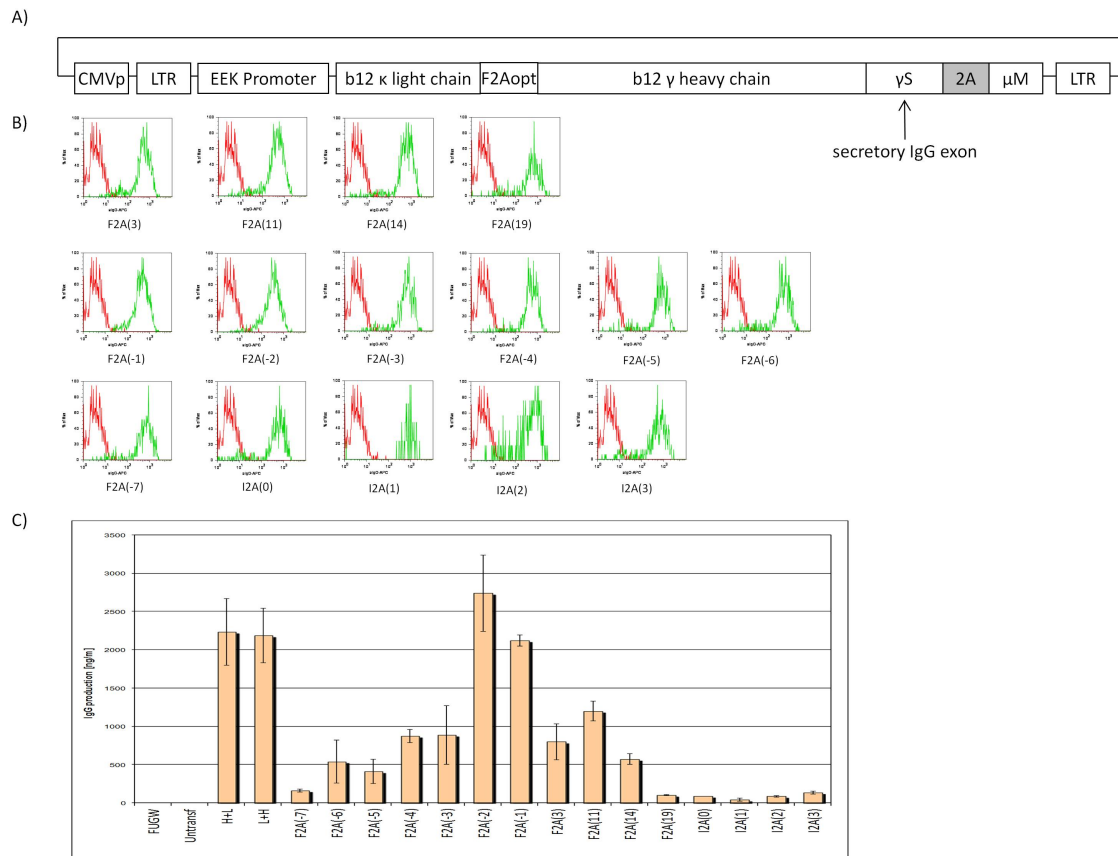 A)
CMVp LTR EEK Promoter b12 κ light chain F2Aopt b12 γ heavy chain γS 2A μM LTR
secretory IgG exon
B)
F2A(3) F2A(11) F2A(14) F2A(19)
F2A(-1) F2A(-2) F2A(-3) F2A(-4) F2A(-5) F2A(-6)
F2A(-7) I2A(0) I2A(1) I2A(2) I2A(3)
C)
IgG production [ng/m]
3500
3000
2500
2000
1500
1000
500
0
FUGW Untransf H+L L+H F2A(-7) F2A(-6) F2A(-5) F2A(-4) F2A(-3) F2A(-2) F2A(-1) F2A(3) F2A(11) F2A(14) F2A(19) I2A(0) I2A(1) I2A(2) I2A(3)